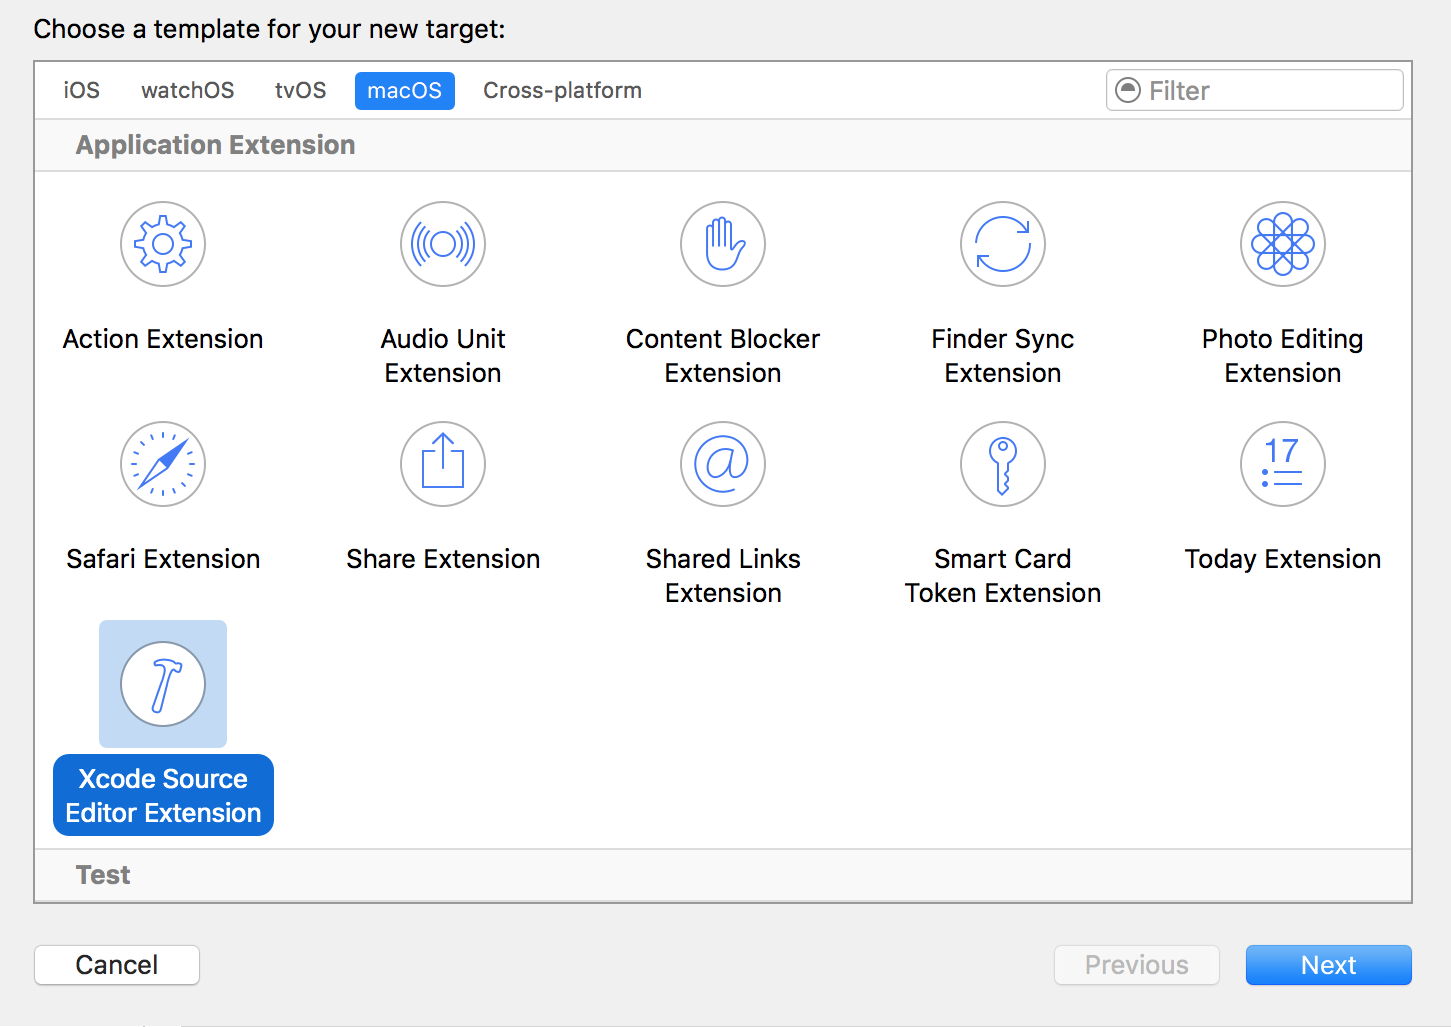 Choose a template for your new target:
iOS watchOS tvOS macOS Cross-platform Filter
Application Extension
Action Extension
Audio Unit
Extension
Content Blocker
Extension
Finder Sync
Extension
Photo Editing
Extension
17
Safari Extension
Share Extension
@
Shared Links
Extension
Smart Card
Token Extension
Today Extension
Xcode Source
Editor Extension
Test
Cancel Previous Next